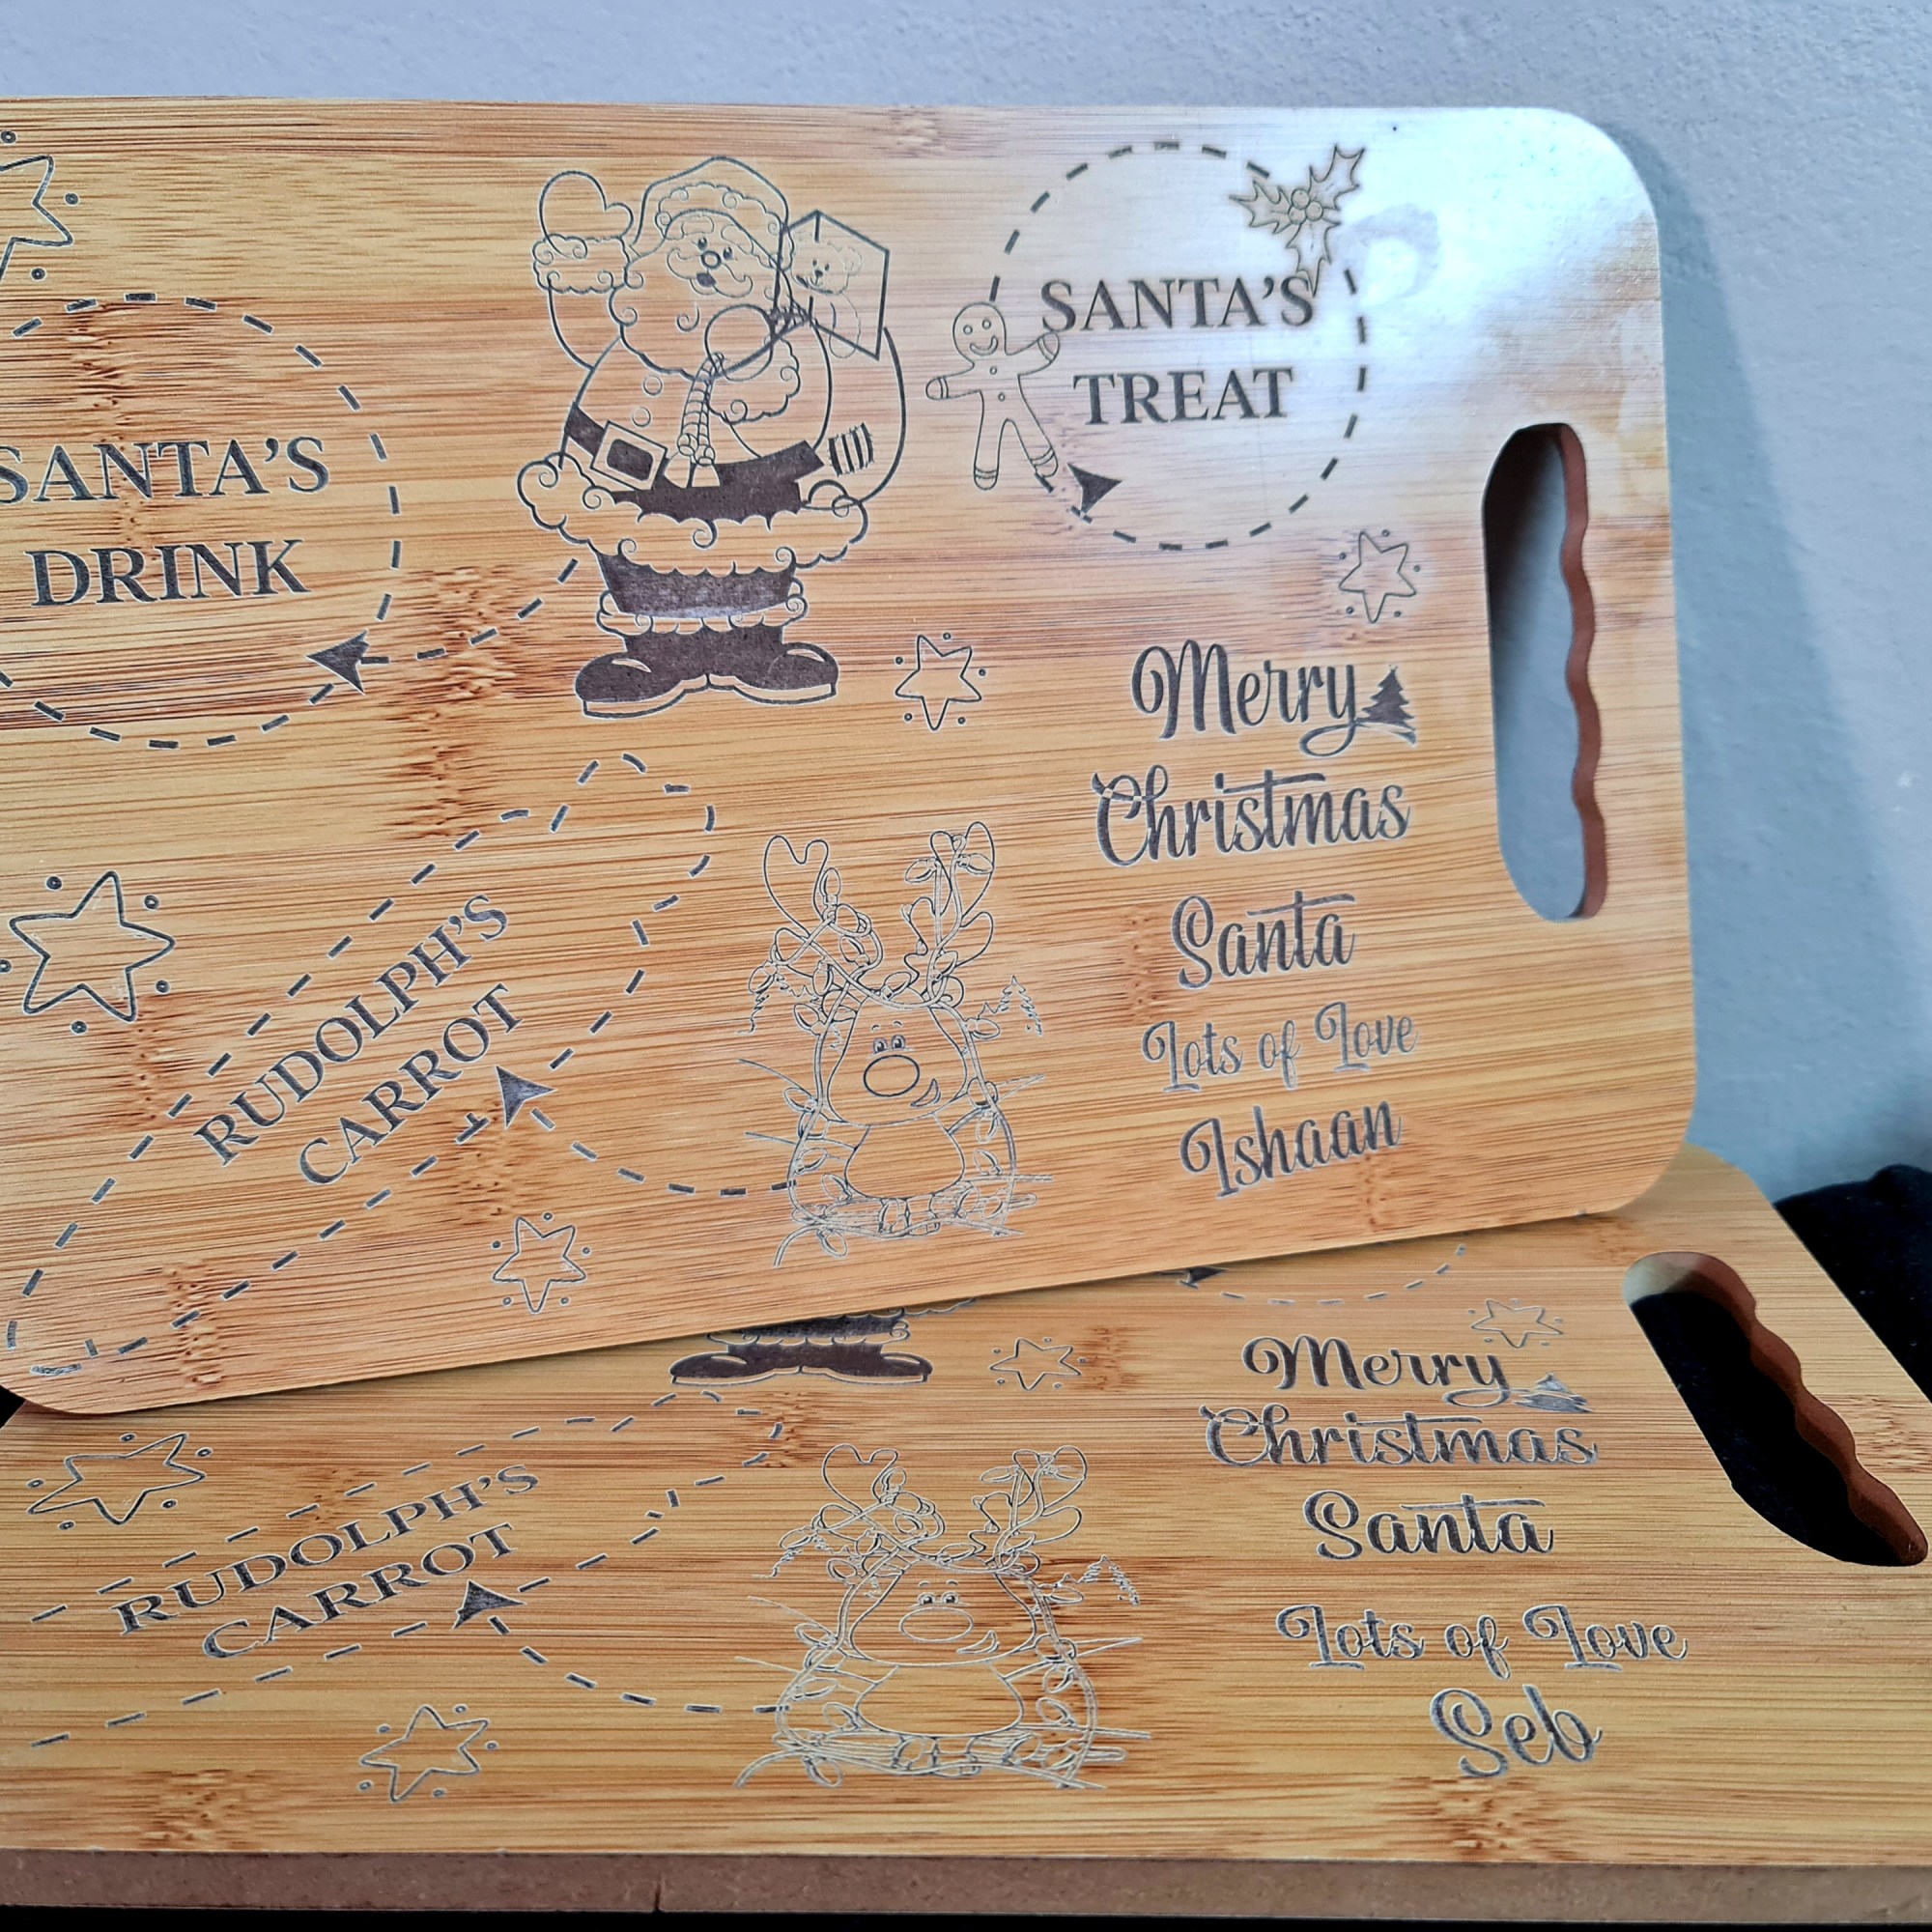 SANTA'S
DRINK
SANTA'S
TREAT
RUDOLPH'S
CARROT
Merry
Christmas
Santa
Lots of Love
Ishaan
RUDOLPH'S
CARROT
Merry
Christmas
Santa
Lots of Love
Seb